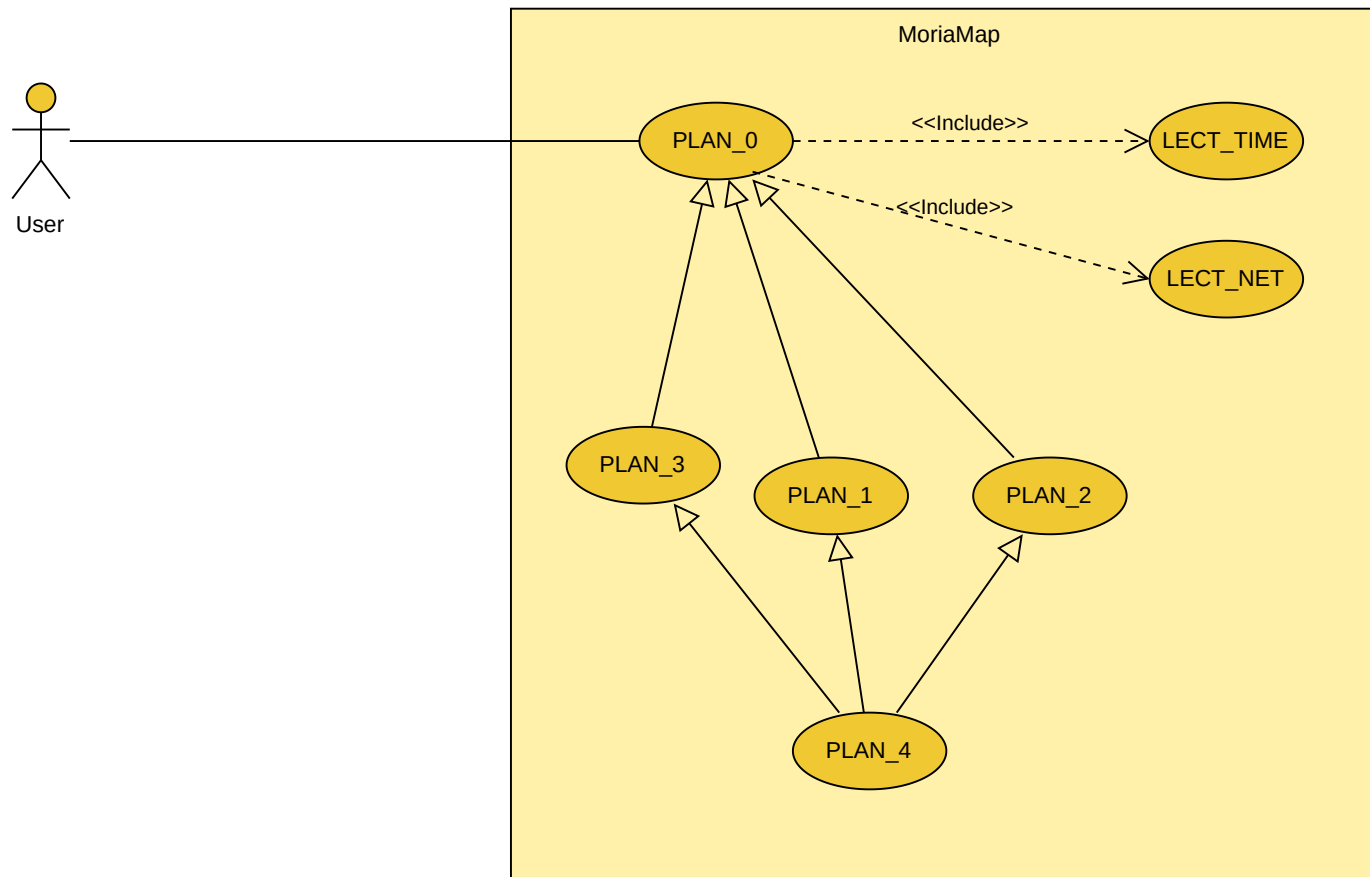 MoriaMap
<<Include>>
PLAN_0
LECT_TIME
User
<<Include>>
LECT_NET
PLAN_3
PLAN_1
PLAN_2
PLAN_4